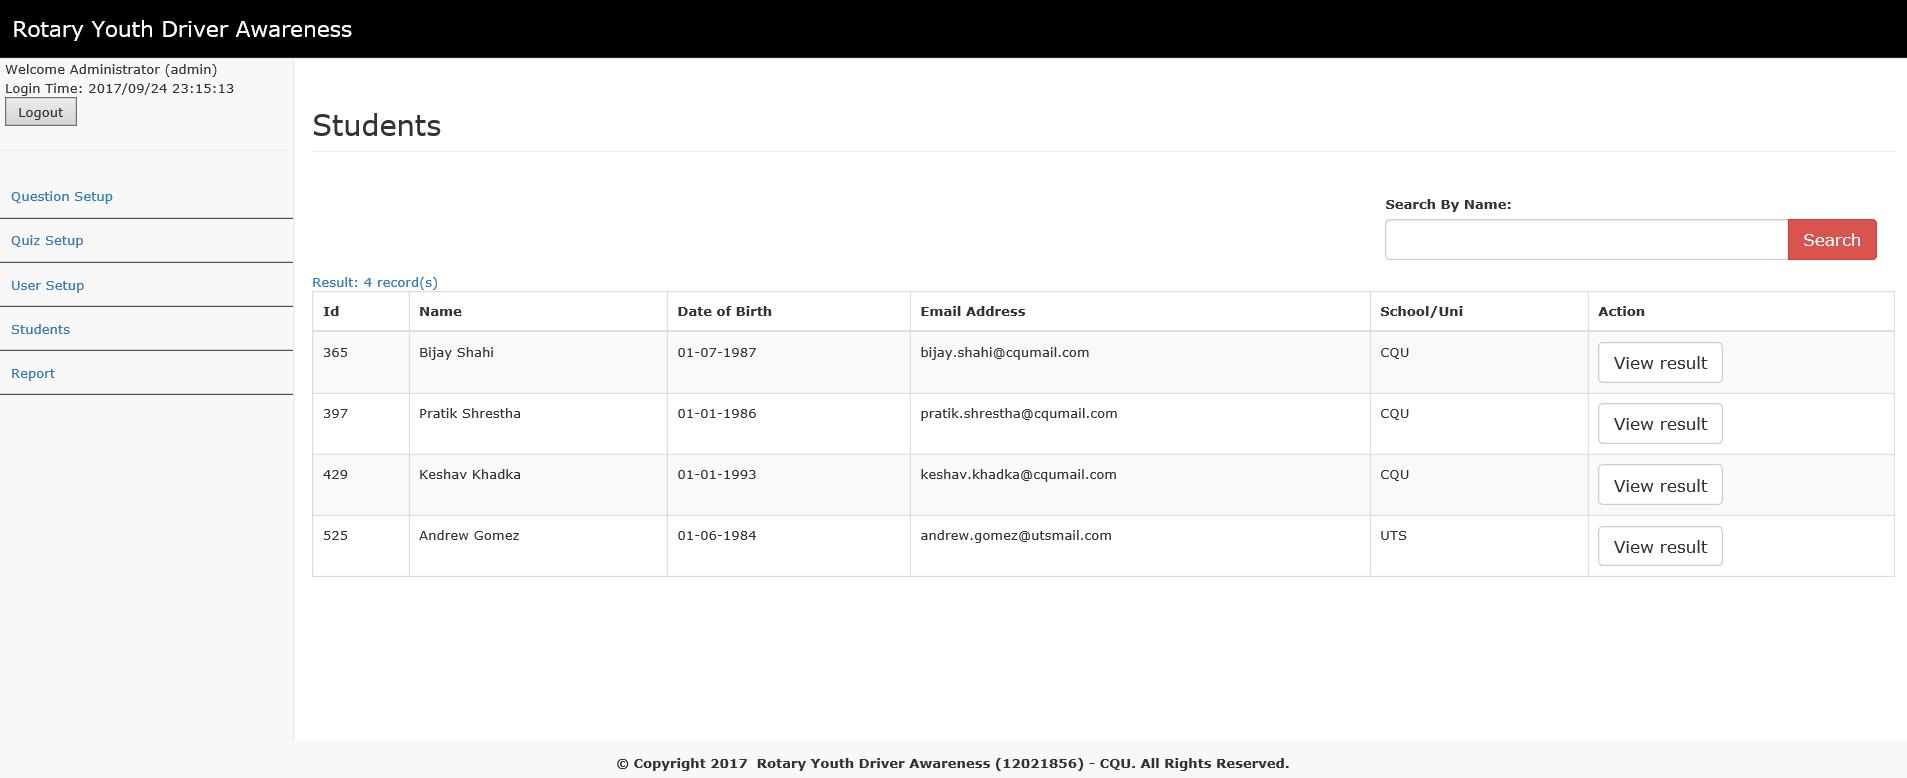 Rotary Youth Driver Awareness
Welcome Administrator (admin)
Login Time: 2017/09/24 23:15:13
Logout
Question Setup
Quiz Setup
User Setup
Students
Report
Students
Search By Name:
Search
Result: 4 record(s)
Id Name Date of Birth Email Address School/Uni Action
365 Bijay Shahi 01-07-1987 bijay.shahi@cqumail.com CQU View result
397 Pratik Shrestha 01-01-1986 pratik.shrestha@cqumail.com CQU View result
429 Keshav Khadka 01-01-1993 keshav.khadka@cqumail.com CQU View result
525 Andrew Gomez 01-06-1984 andrew.gomez@utsmail.com UTS View result
© Copyright 2017 Rotary Youth Driver Awareness (12021856) - CQU. All Rights Reserved.